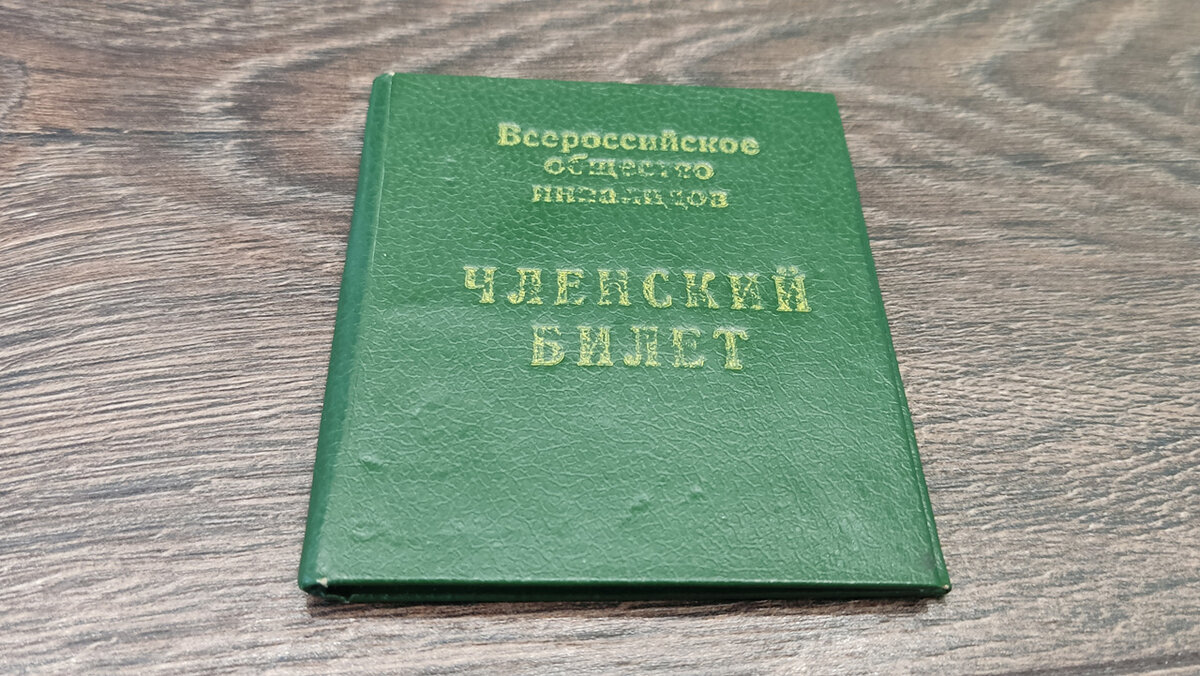 Всероссийское
общество
инвалидов
ЧЛЕНСКИЙ
БИЛЕТ